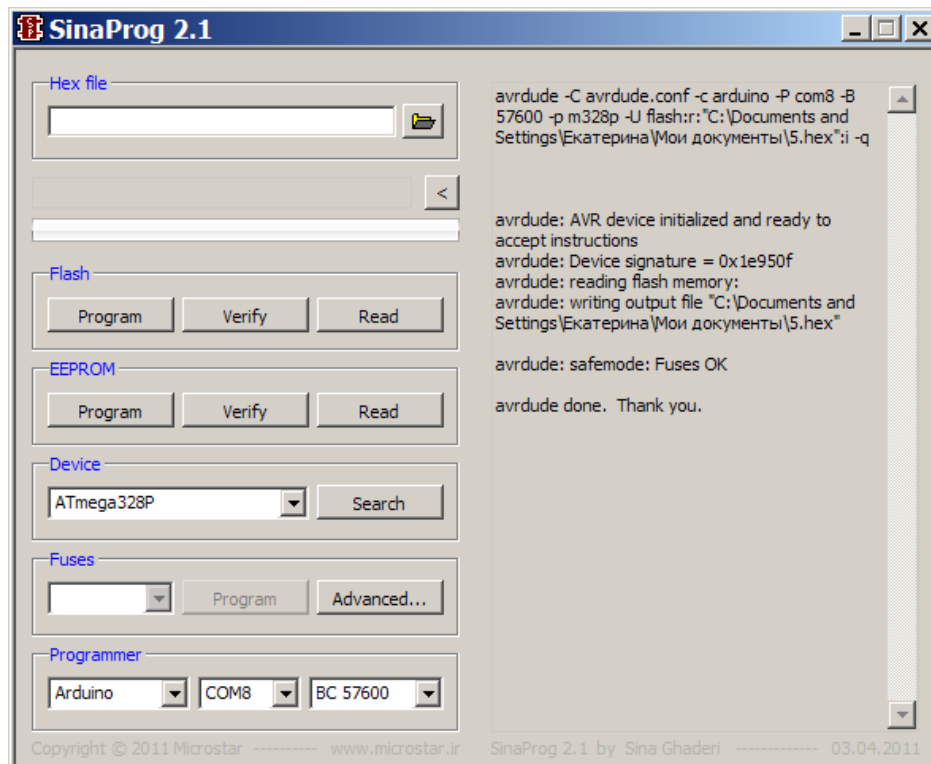 SinaProg 2.1
Hex file
<
Flash
Program Verify Read
EEPROM
Program Verify Read
Device
ATmega328P Search
Fuses
Program Advanced...
Programmer
Arduino COM8 BC 57600
avrdude -C avrdude.conf -c arduino -P com8 -B
57600 -p m328p -U flash:r:"C:\Documents and
Settings\Екатерина\Мои документы\5.hex":i -q
avrdude: AVR device initialized and ready to
accept instructions
avrdude: Device signature = 0x1e950f
avrdude: reading flash memory:
avrdude: writing output file "C:\Documents and
Settings\Екатерина\Мои документы\5.hex"
avrdude: safemode: Fuses OK
avrdude done.  Thank you.
Copyright © 2011 Microstar ---------- www.microstar.ir SinaProg 2.1 by Sina Ghaderi ------------- 03.04.2011